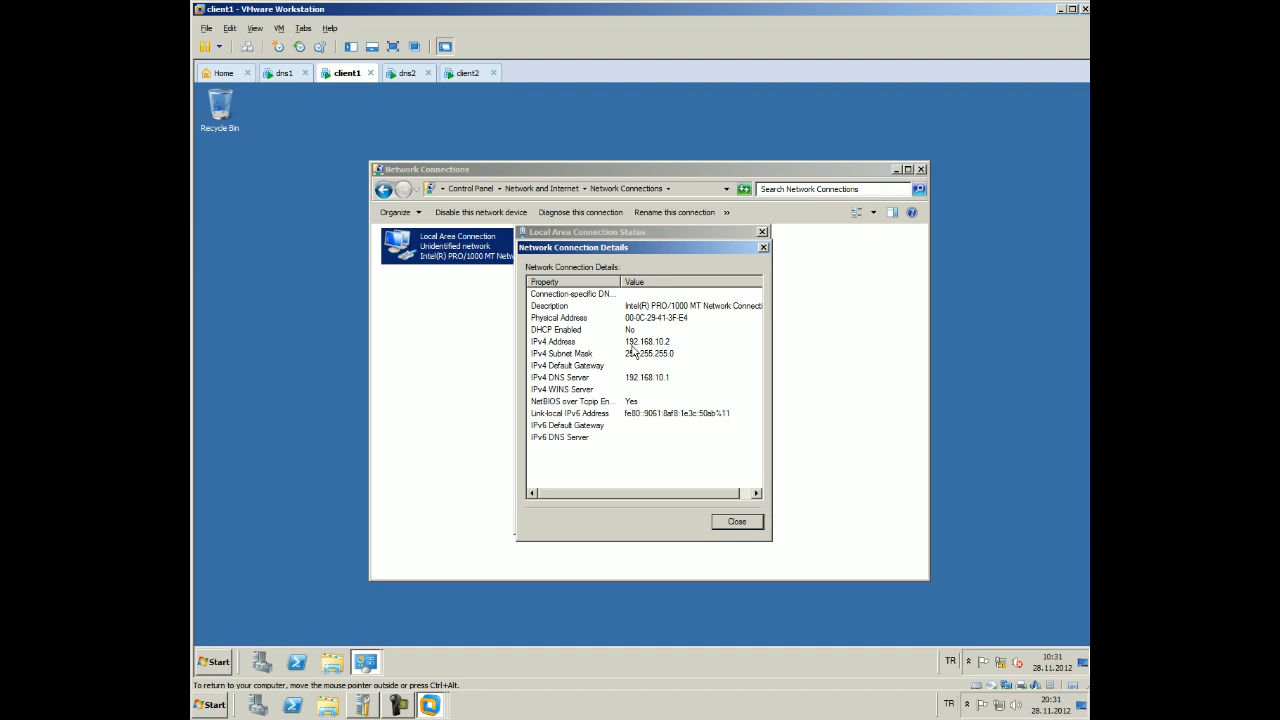 client1 - VMware Workstation
File Edit View VM Tabs Help
Home dns1 client1 dns2 client2
Recycle Bin
Network Connections
Control Panel Network and Internet Network Connections Search Network Connections
Organize Disable this network device Diagnose this connection Rename this connection »
Local Area Connection
Unidentified network
Intel(R) PRO/1000 MT Netw
Local Area Connection Status
Network Connection Details
Network Connection Details:
Property Value
Connection-specific DN...
Description Intel(R) PRO/1000 MT Network Connecti
Physical Address 00-0C-29-41-3F-E4
DHCP Enabled No
IPv4 Address 192.168.10.2
IPv4 Subnet Mask 255.255.255.0
IPv4 Default Gateway
IPv4 DNS Server 192.168.10.1
IPv4 WINS Server
NetBIOS over Tcpip En... Yes
Link-local IPv6 Address fe80::9061:8af8:1e3c:50ab%11
IPv6 Default Gateway
IPv6 DNS Server
Close
Start TR 10:31
28.11.2012
To return to your computer, move the mouse pointer outside or press Ctrl+Alt.
Start TR 20:31
28.11.2012